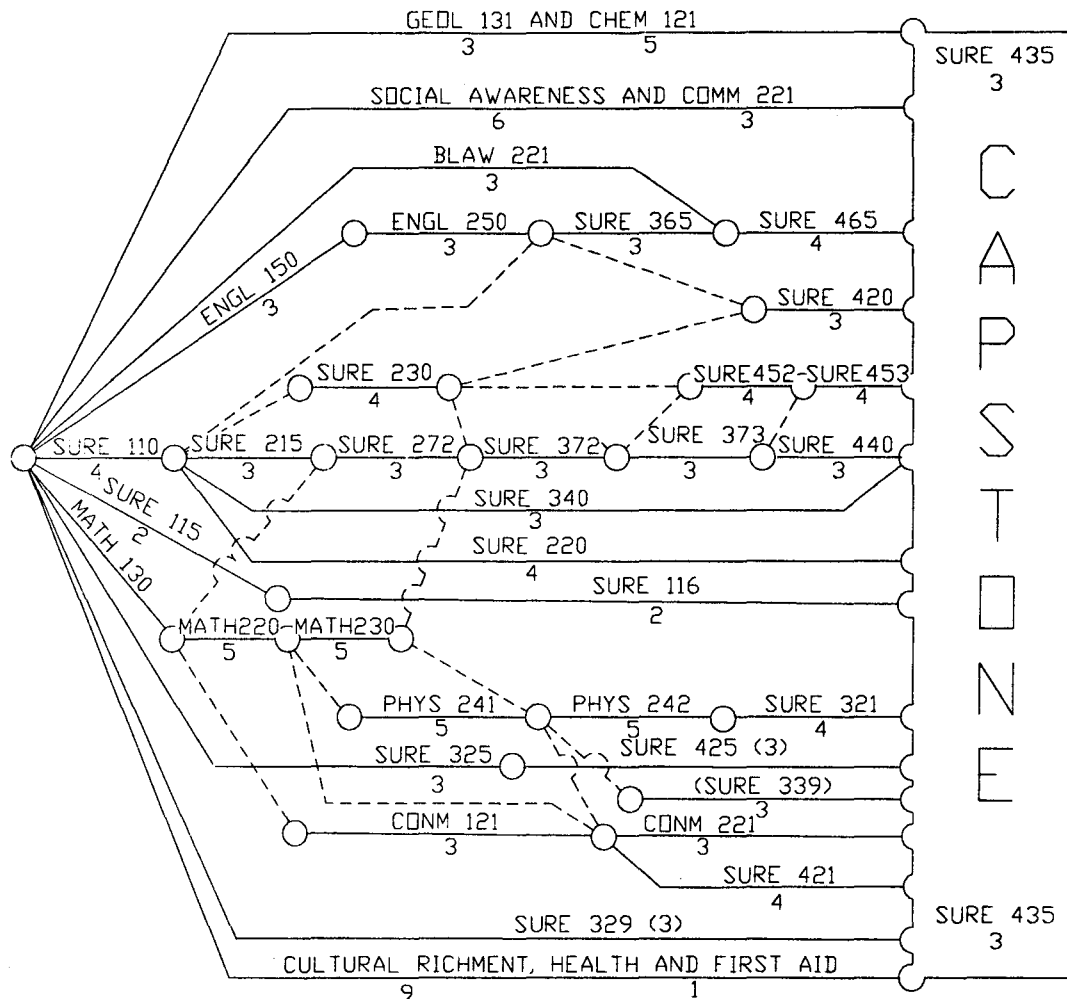 GEOL 131 AND CHEM 121
3 5
SURE 435
3
SOCIAL AWARENESS AND COMM 221
6 3
BLAW 221
3
ENGL 250 SURE 365 SURE 465
3 3 4
ENGL 150
3
SURE 420
3
SURE 230 SURE452 SURE453
4 4 4
SURE 110 SURE 215 SURE 272 SURE 372 SURE 373 SURE 440
4 3 3 3 3 3
SURE 340
3
SURE 115
2
SURE 220
4
MATH 130
SURE 116
2
MATH220 MATH230
5 5
PHYS 241 PHYS 242 SURE 321
5 5 4
SURE 325 SURE 425 (3)
3
(SURE 339)
3
CONM 121 CONM 221
3 3
SURE 421
4
SURE 329 (3)
SURE 435
3
CULTURAL RICHMENT, HEALTH AND FIRST AID
9 1
CAPSTONE